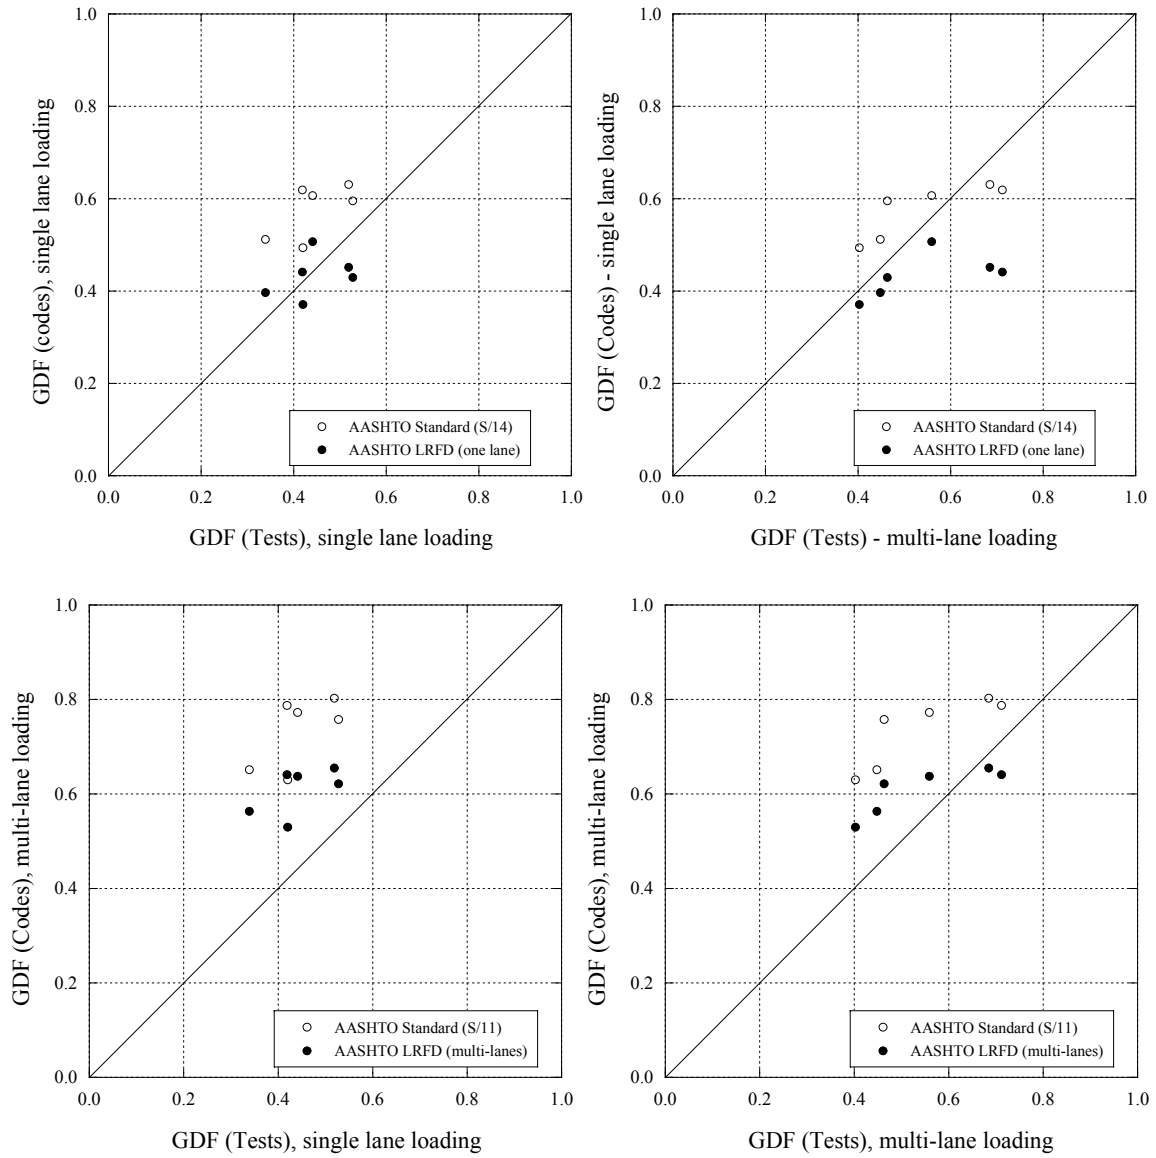 1.0
0.8
0.6
0.4
0.2
0.0
0.0 0.2 0.4 0.6 0.8 1.0
GDF (codes), single lane loading
GDF (Tests), single lane loading
AASHTO Standard (S/14)
AASHTO LRFD (one lane)
1.0
0.8
0.6
0.4
0.2
0.0
0.0 0.2 0.4 0.6 0.8 1.0
GDF (Codes) - single lane loading
GDF (Tests) - multi-lane loading
AASHTO Standard (S/14)
AASHTO LRFD (one lane)
1.0
0.8
0.6
0.4
0.2
0.0
0.0 0.2 0.4 0.6 0.8 1.0
GDF (Codes), multi-lane loading
GDF (Tests), single lane loading
AASHTO Standard (S/11)
AASHTO LRFD (multi-lanes)
1.0
0.8
0.6
0.4
0.2
0.0
0.0 0.2 0.4 0.6 0.8 1.0
GDF (Codes), multi-lane loading
GDF (Tests), multi-lane loading
AASHTO Standard (S/11)
AASHTO LRFD (multi-lanes)